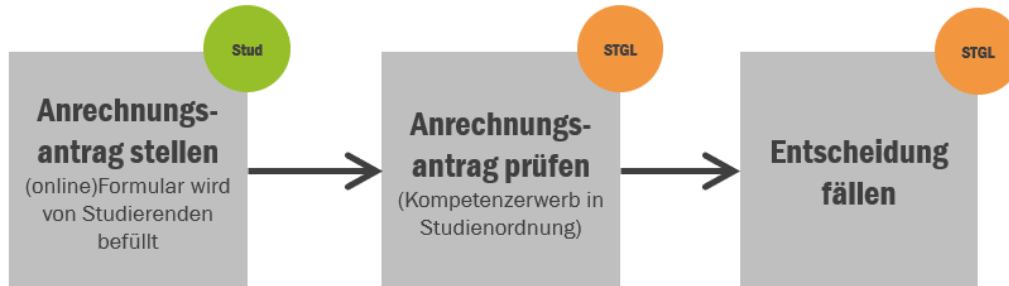 Stud
Anrechnungs-
antrag stellen
(online)Formular wird
von Studierenden
befüllt
STGL
Anrechnungs-
antrag prüfen
(Kompetenzerwerb in
Studienordnung)
STGL
Entscheidung
fällen